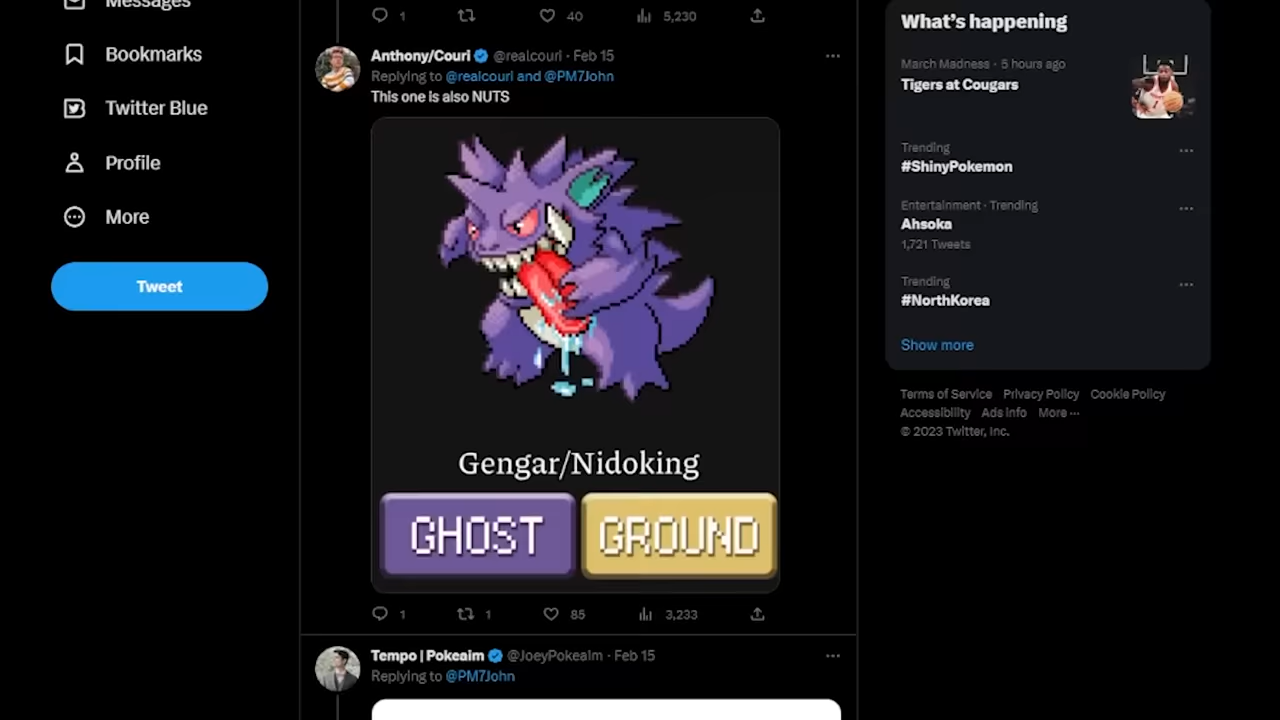 Messages
Bookmarks
Twitter Blue
Profile
More
Tweet
1
40
5,230
Anthony/Couri @realcouri · Feb 15
Replying to @realcouri and @PM7John
This one is also NUTS
Gengar/Nidoking
GHOST GROUND
1
1
85
3,233
Tempo | Pokeaim @JoeyPokeaim · Feb 15
Replying to @PM7John
What's happening
March Madness · 5 hours ago
Tigers at Cougars
Trending
#ShinyPokemon
Entertainment · Trending
Ahsoka
1,721 Tweets
Trending
#NorthKorea
Show more
Terms of Service Privacy Policy Cookie Policy
Accessibility Ads info More ···
© 2023 Twitter, Inc.